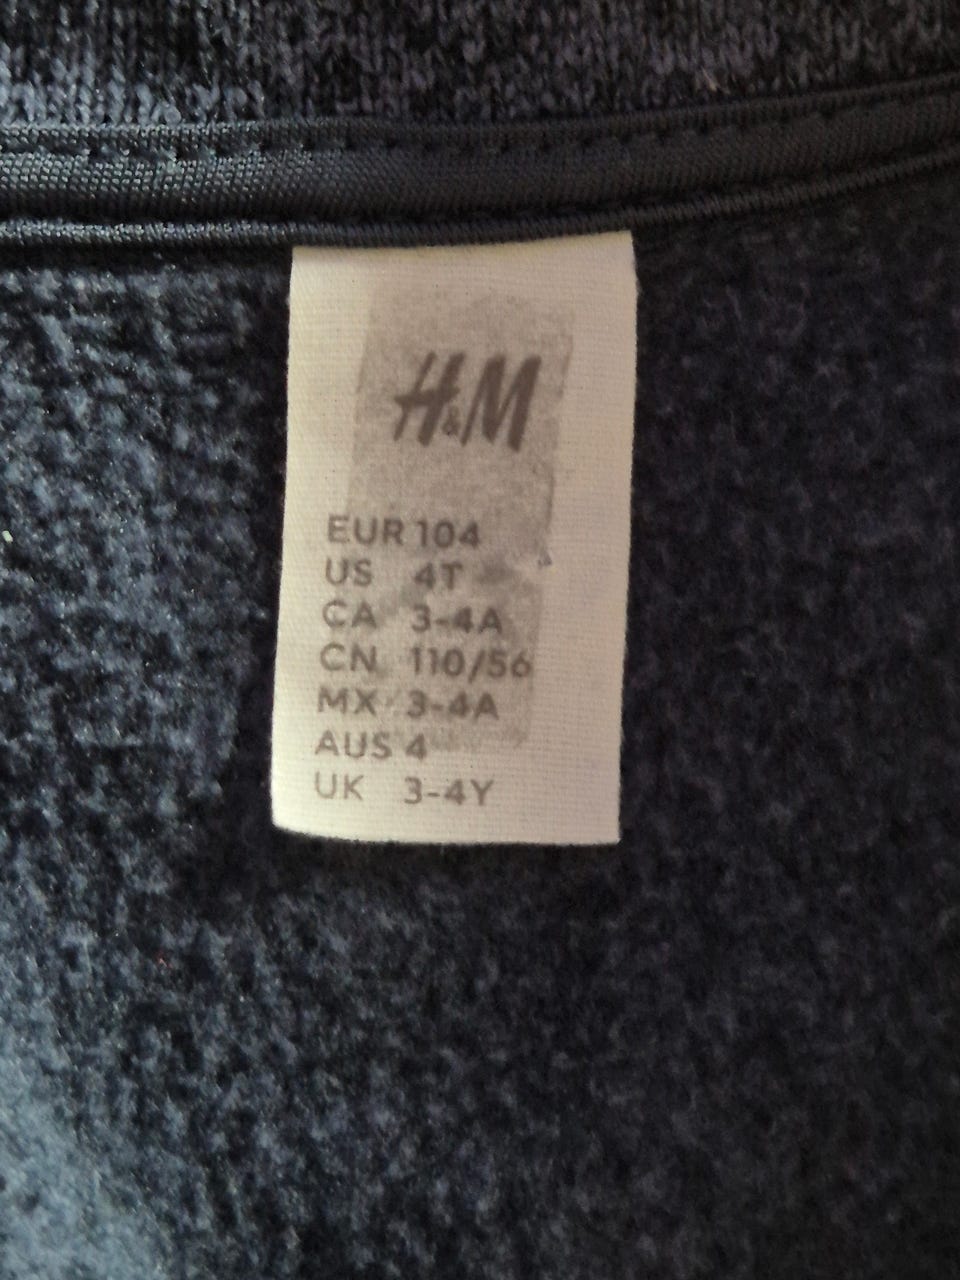 H&M
EUR 104
US 4T
CA 3-4A
CN 110/56
MX 3-4A
AUS 4
UK 3-4Y